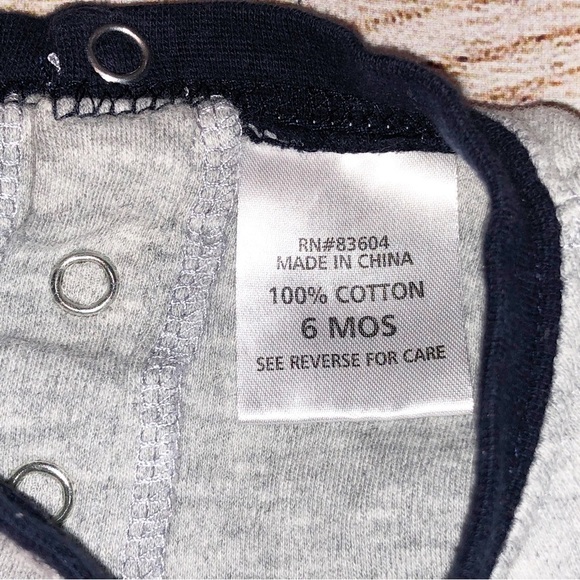 RN#83604
MADE IN CHINA
100% COTTON
6 MOS
SEE REVERSE FOR CARE